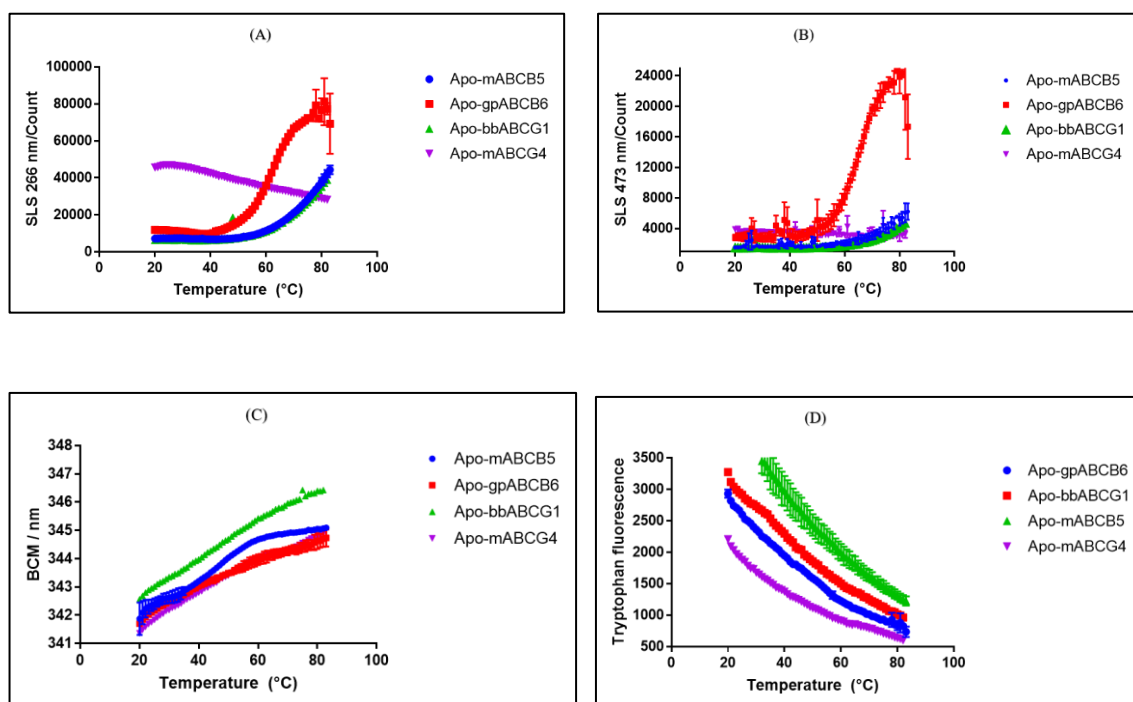 (A)
SLS 266 nm/Count
100000
80000
60000
40000
20000
0
0
20
40
60
80
100
Temperature (°C)
Apo-mABCB5
Apo-gpABCB6
Apo-bbABCG1
Apo-mABCG4
(B)
SLS 473 nm/Count
24000
20000
16000
12000
8000
4000
0
20
40
60
80
100
Temperature (°C)
Apo-mABCB5
Apo-gpABCB6
Apo-bbABCG1
Apo-mABCG4
(C)
BCM / nm
348
347
346
345
344
343
342
341
0
20
40
60
80
100
Temperature (°C)
Apo-mABCB5
Apo-gpABCB6
Apo-bbABCG1
Apo-mABCG4
(D)
Tryptophan fluorescence
3500
3000
2500
2000
1500
1000
500
0
20
40
60
80
100
Temperature (°C)
Apo-gpABCB6
Apo-bbABCG1
Apo-mABCB5
Apo-mABCG4